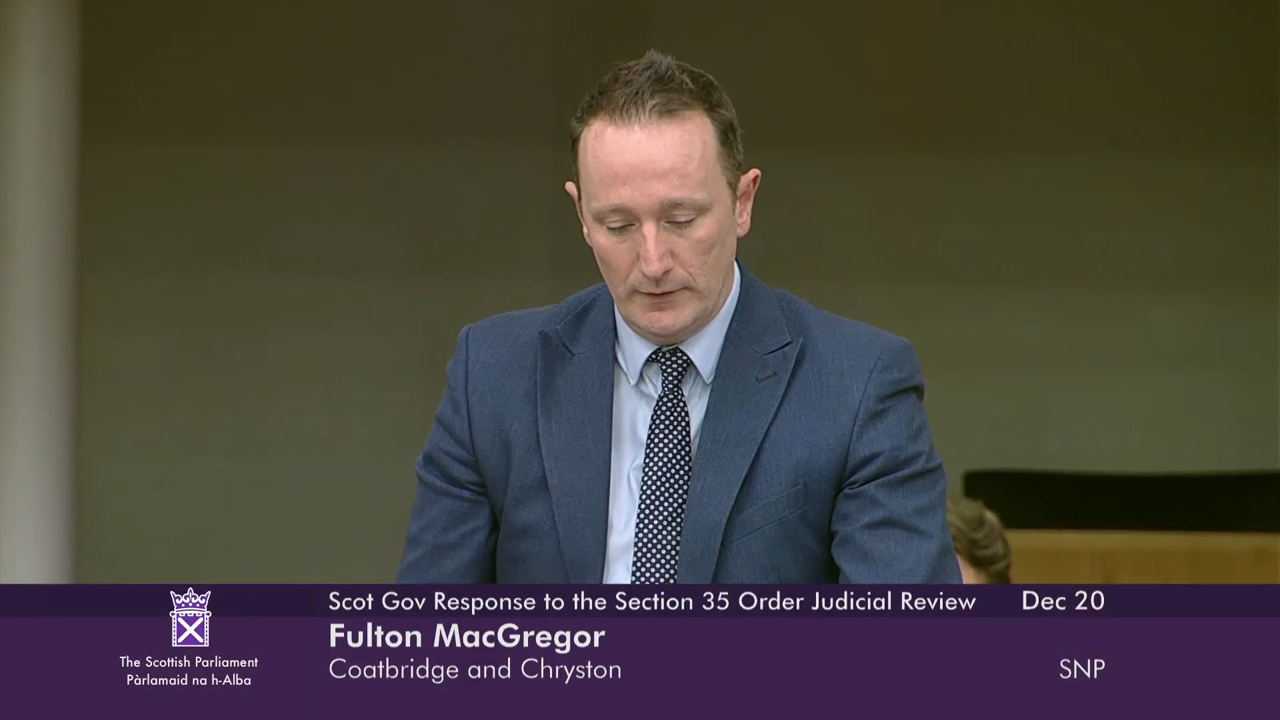 Scot Gov Response to the Section 35 Order Judicial Review Dec 20
Fulton MacGregor
Coatbridge and Chryston SNP
The Scottish Parliament
Pàrlamaid na h-Alba